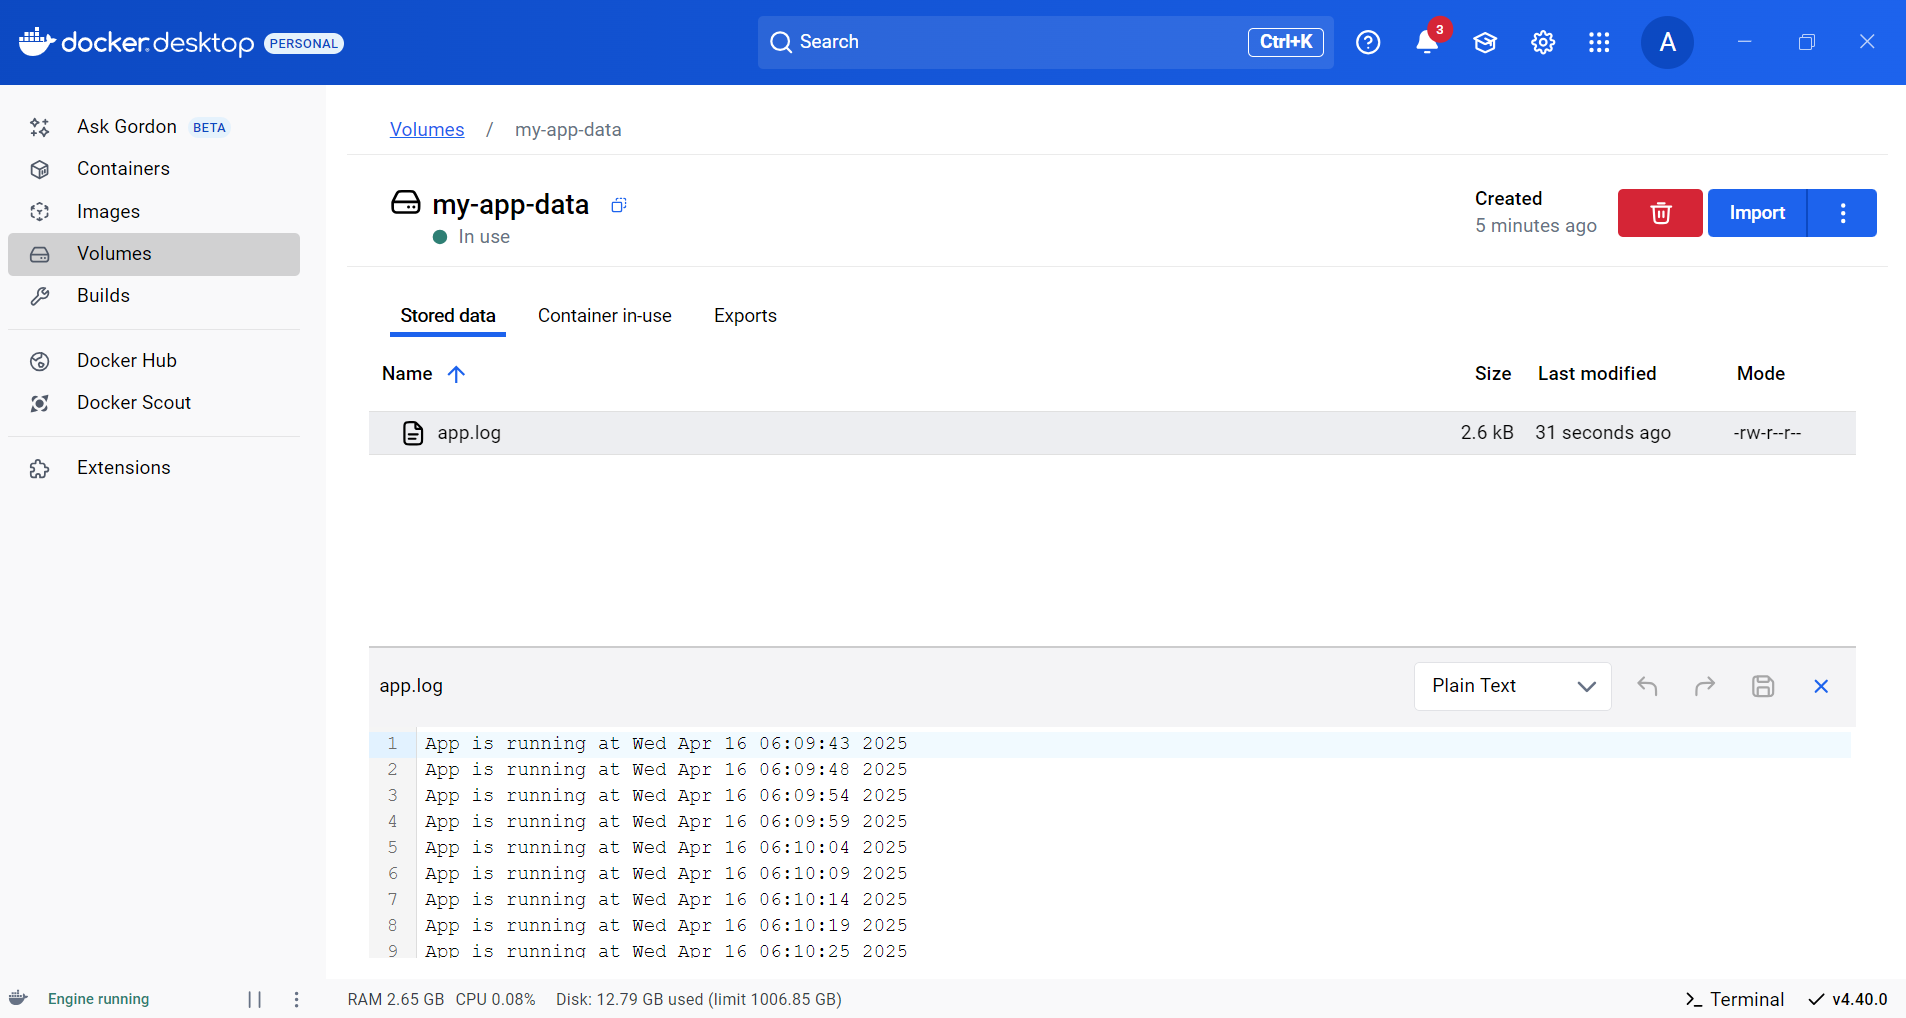 docker desktop PERSONAL
Search Ctrl+K
3
A
Ask Gordon BETA
Containers
Images
Volumes
Builds
Docker Hub
Docker Scout
Extensions
Volumes / my-app-data
my-app-data
In use
Created
5 minutes ago
Import
Stored data Container in-use Exports
Name Size Last modified Mode
app.log 2.6 kB 31 seconds ago -rw-r--r--
app.log Plain Text
1 App is running at Wed Apr 16 06:09:43 2025
2 App is running at Wed Apr 16 06:09:48 2025
3 App is running at Wed Apr 16 06:09:54 2025
4 App is running at Wed Apr 16 06:09:59 2025
5 App is running at Wed Apr 16 06:10:04 2025
6 App is running at Wed Apr 16 06:10:09 2025
7 App is running at Wed Apr 16 06:10:14 2025
8 App is running at Wed Apr 16 06:10:19 2025
9 App is running at Wed Apr 16 06:10:25 2025
Engine running RAM 2.65 GB CPU 0.08% Disk: 12.79 GB used (limit 1006.85 GB) Terminal v4.40.0